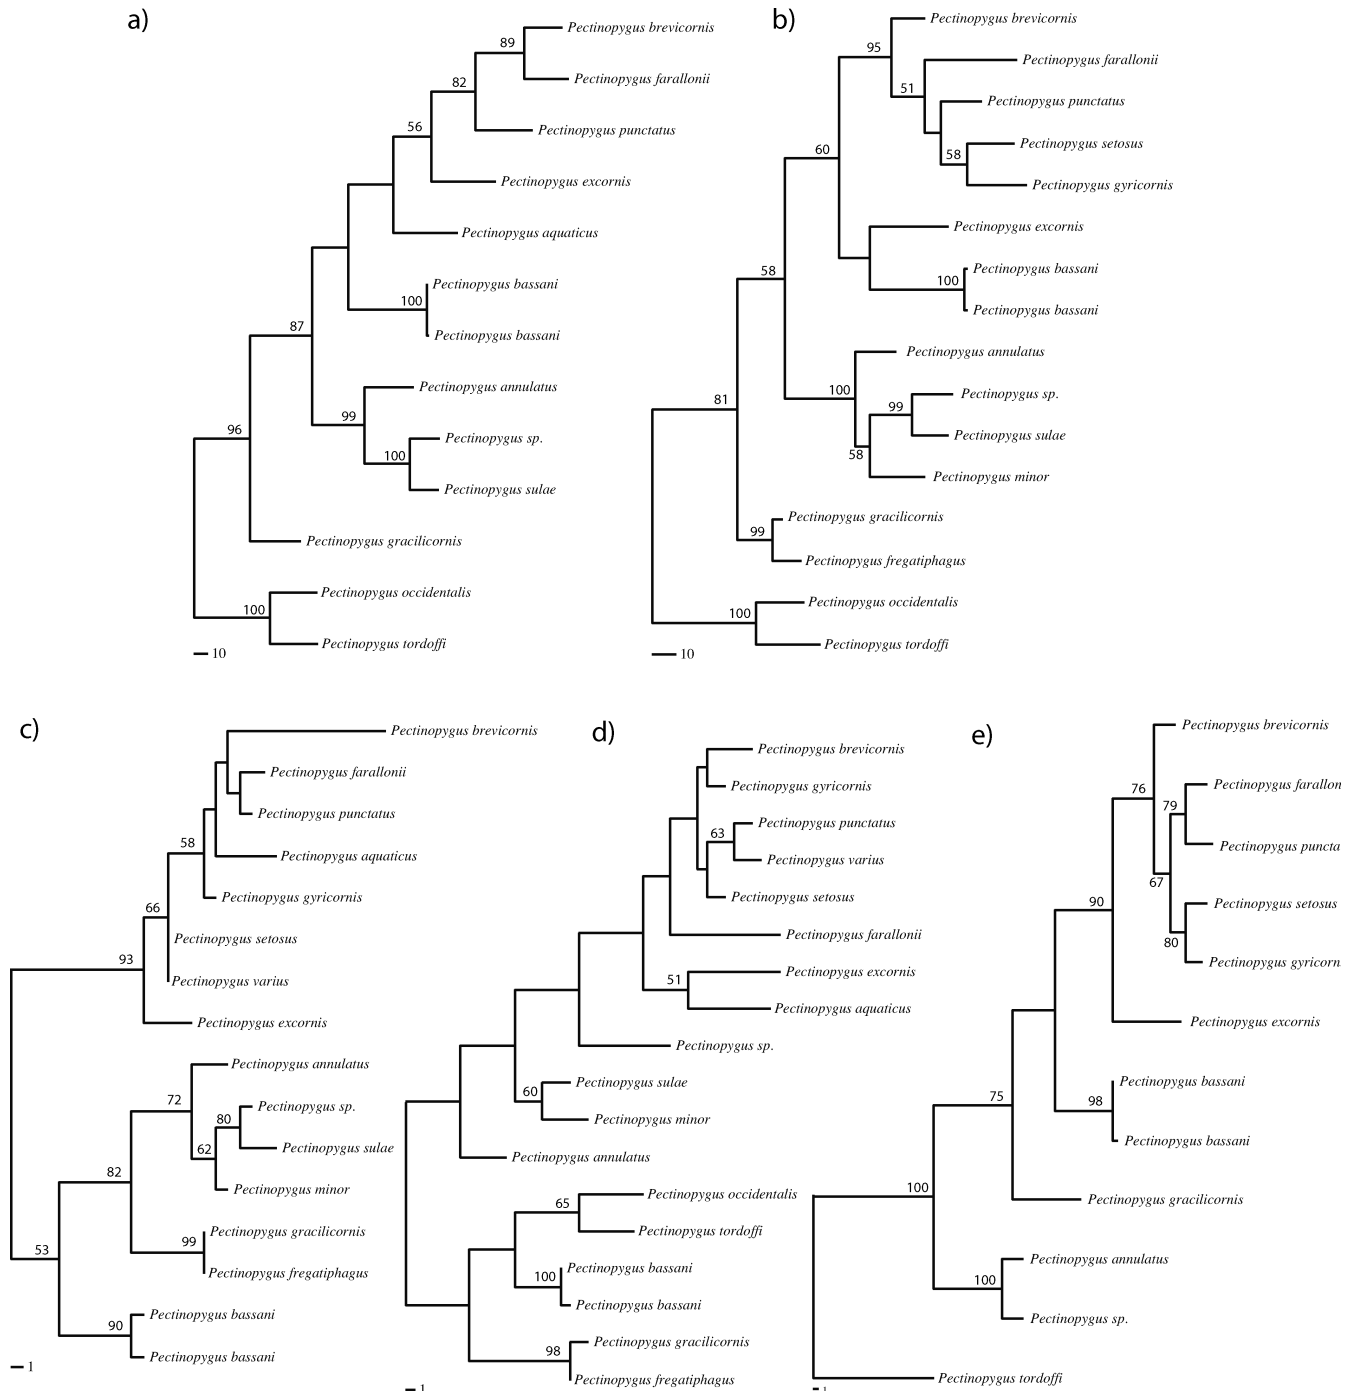 a)
89
Pectinopygus brevicornis
Pectinopygus farallonii
82
Pectinopygus punctatus
56
Pectinopygus excornis
Pectinopygus aquaticus
Pectinopygus bassani
100
Pectinopygus bassani
87
Pectinopygus annulatus
99
Pectinopygus sp.
100
Pectinopygus sulae
96
Pectinopygus gracilicornis
Pectinopygus occidentalis
100
Pectinopygus tordoffi
10
b)
Pectinopygus brevicornis
95
Pectinopygus farallonii
51
Pectinopygus punctatus
Pectinopygus setosus
58
Pectinopygus gyricornis
60
Pectinopygus excornis
Pectinopygus bassani
100
Pectinopygus bassani
58
Pectinopygus annulatus
100
Pectinopygus sp.
99
Pectinopygus sulae
58
Pectinopygus minor
81
Pectinopygus gracilicornis
99
Pectinopygus fregatiphagus
Pectinopygus occidentalis
100
Pectinopygus tordoffi
10
c)
Pectinopygus brevicornis
Pectinopygus farallonii
Pectinopygus punctatus
58
Pectinopygus aquaticus
Pectinopygus gyricornis
66
Pectinopygus setosus
93
Pectinopygus varius
Pectinopygus excornis
Pectinopygus annulatus
72
Pectinopygus sp.
80
Pectinopygus sulae
62
Pectinopygus minor
82
Pectinopygus gracilicornis
99
Pectinopygus fregatiphagus
53
Pectinopygus bassani
90
Pectinopygus bassani
1
d)
Pectinopygus brevicornis
Pectinopygus gyricornis
Pectinopygus punctatus
63
Pectinopygus varius
Pectinopygus setosus
Pectinopygus farallonii
Pectinopygus excornis
51
Pectinopygus aquaticus
Pectinopygus sp.
Pectinopygus sulae
60
Pectinopygus minor
Pectinopygus annulatus
Pectinopygus occidentalis
65
Pectinopygus tordoffi
Pectinopygus bassani
100
Pectinopygus bassani
Pectinopygus gracilicornis
98
Pectinopygus fregatiphagus
1
e)
Pectinopygus brevicornis
76
Pectinopygus farallon
79
Pectinopygus puncta
67
Pectinopygus setosus
80
Pectinopygus gyricorn
90
Pectinopygus excornis
Pectinopygus bassani
98
Pectinopygus bassani
75
Pectinopygus gracilicornis
100
Pectinopygus annulatus
100
Pectinopygus sp.
Pectinopygus tordoffi
1